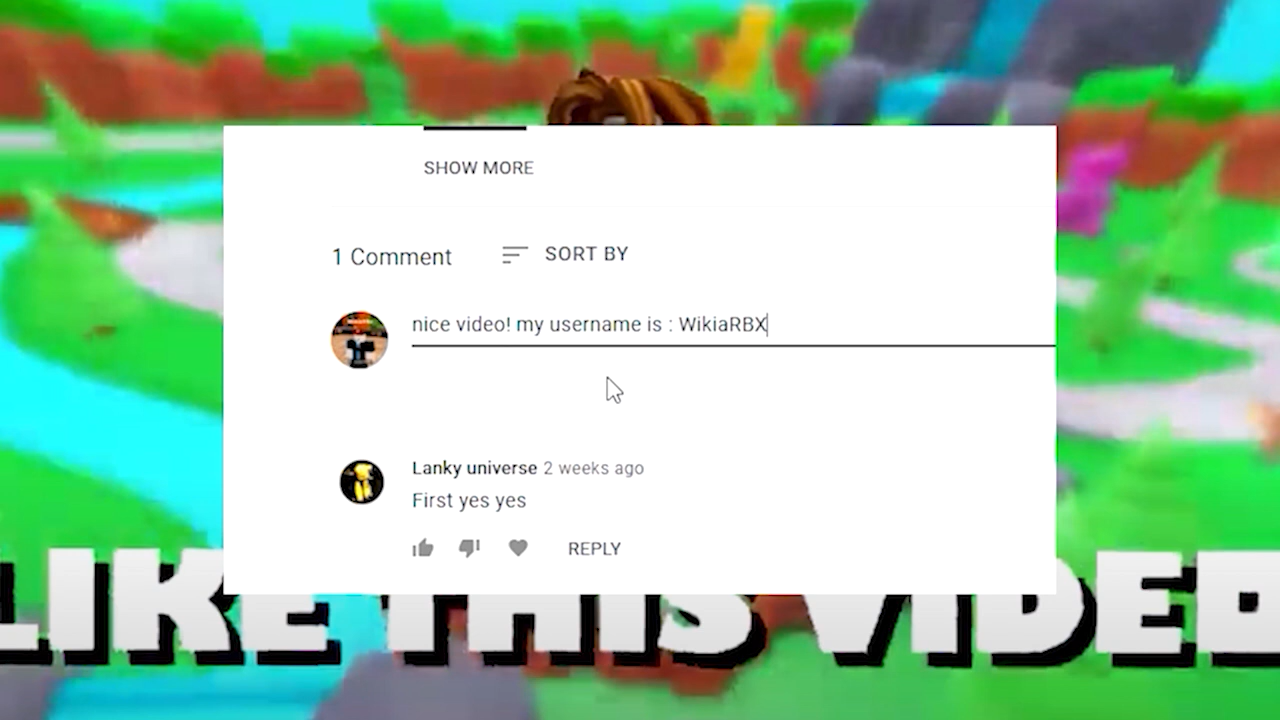 SHOW MORE
1 Comment SORT BY
nice video! my username is : WikiaRBX
Lanky universe 2 weeks ago
First yes yes
REPLY
LIKE THIS VIDEO